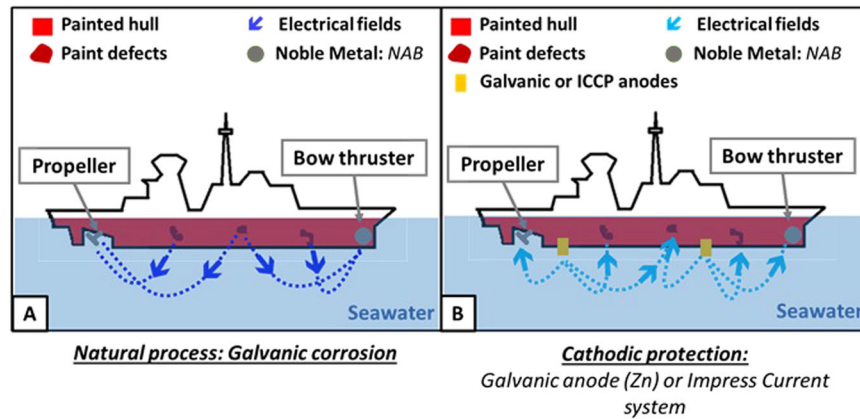 Painted hull
Electrical fields
Paint defects
Noble Metal: NAB
Propeller
Bow thruster
Seawater
A
Natural process: Galvanic corrosion
Painted hull
Electrical fields
Paint defects
Noble Metal: NAB
Galvanic or ICCP anodes
Propeller
Bow thruster
Seawater
B
Cathodic protection:
Galvanic anode (Zn) or Impress Current
system